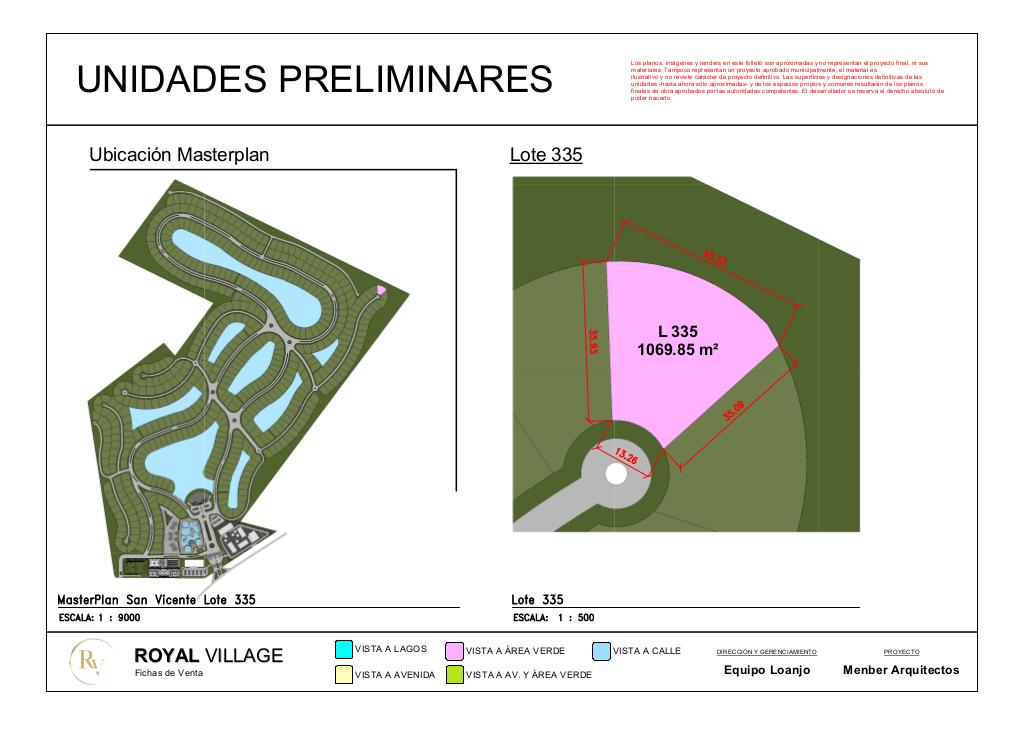 UNIDADES PRELIMINARES
Los planos, imágenes y renders en este folleto son aproximadas y no representan el proyecto final, ni sus
materiales. Tampoco representan un proyecto aprobado municipalmente, el material es
ilustrativo y no reviste carácter de proyecto definitivo. Las superficies y designaciones definitivas de las
unidades -hasta ahora sólo aproximadas- y de los espacios propios y comunes resultarán de los planos
finales de obra aprobados por las autoridades competentes. El desarrollador se reserva el derecho absoluto de
poder hacerlo.
Ubicación Masterplan
Lote 335
35.93
L 335
1069.85 m²
35.09
13.26
MasterPlan San Vicente Lote 335
ESCALA: 1 : 9000
Lote 335
ESCALA: 1 : 500
RV
ROYAL VILLAGE
Fichas de Venta
VISTA A LAGOS
VISTA A ÁREA VERDE
VISTA A CALLE
VISTA A AVENIDA
VISTA A AV. Y ÁREA VERDE
DIRECCIÓN Y GERENCIAMIENTO
Equipo Loanjo
PROYECTO
Menber Arquitectos